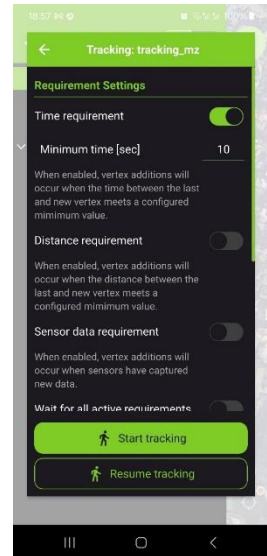 18:57
100%
Tracking: tracking_mz
Requirement Settings
Time requirement
Minimum time [sec] 10
When enabled, vertex additions will
occur when the time between the last
and new vertex meets a configured
mimimum value.
Distance requirement
When enabled, vertex additions will
occur when the distance between the
last and new vertex meets a
configured mimimum value.
Sensor data requirement
When enabled, vertex additions will
occur when sensors have captured
new data.
Wait for all active requirements
Start tracking
Resume tracking